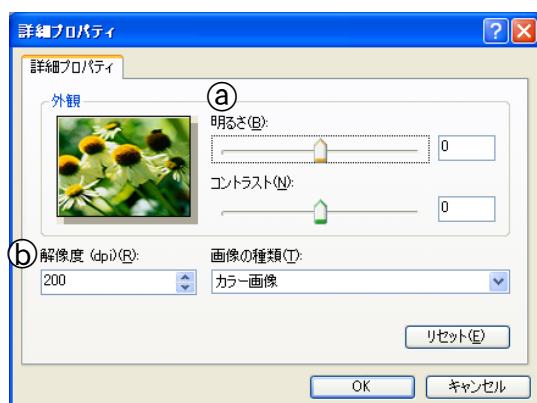 詳細プロパティ
詳細プロパティ
外観
ⓐ
明るさ(B):
0
コントラスト(N):
0
ⓑ 解像度 (dpi)(R):
画像の種類(T):
200
カラー画像
リセット(E)
OK
キャンセル